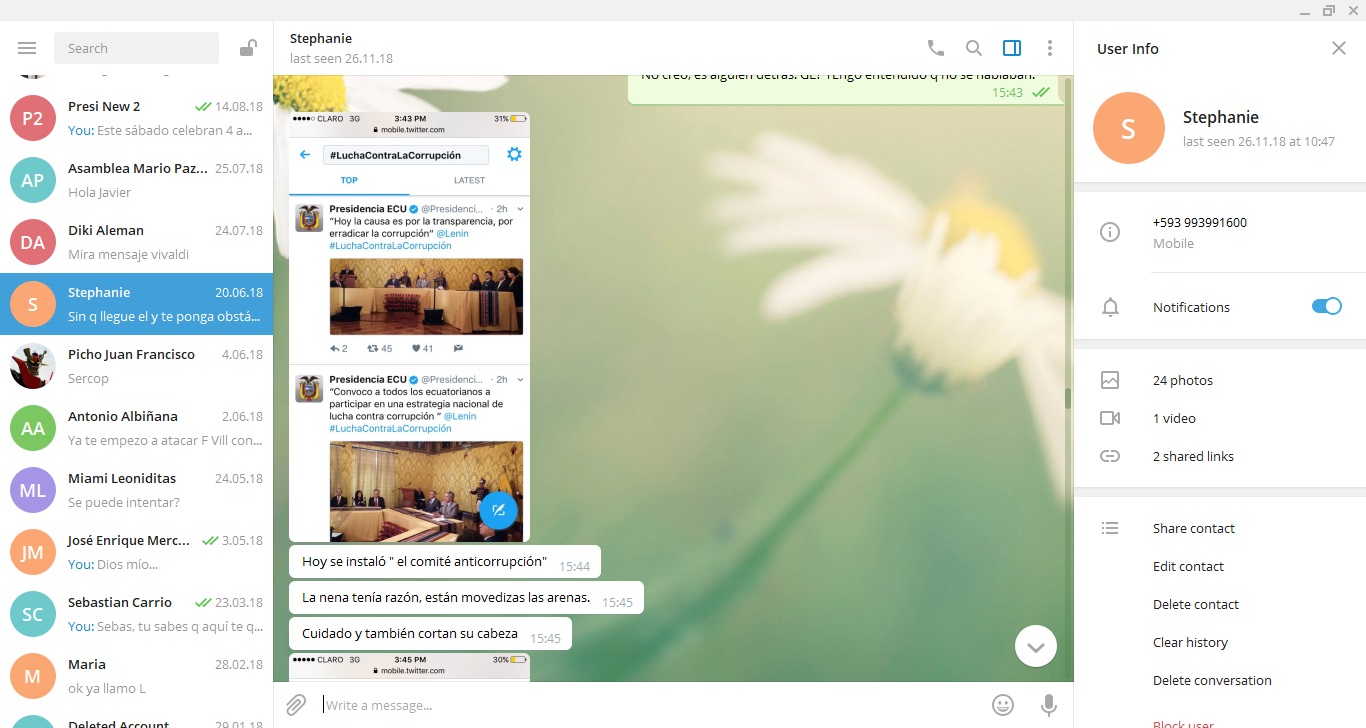 Search
Presi New 2
14.08.18
You: Este sábado celebran 4 a...
Asamblea Mario Paz...
25.07.18
Hola Javier
Diki Aleman
24.07.18
Mira mensaje vivaldi
Stephanie
20.06.18
Sin q llegue el y te ponga obstá...
Picho Juan Francisco
4.06.18
Sercop
Antonio Albiñana
2.06.18
Ya te empezo a atacar F Vill con...
Miami Leoniditas
24.05.18
Se puede intentar?
José Enrique Merc...
3.05.18
You: Dios mío...
Sebastian Carrio
23.03.18
You: Sebas, tu sabes q aquí te q...
Maria
28.02.18
ok ya llamo L
Deleted Account
29.01.18
P2
AP
DA
S
AA
ML
JM
SC
M
Stephanie
last seen 26.11.18
No creo, es alguien detrás. GE? TEngo entendido q no se hablaban.
15:43
CLARO 3G 3:43 PM 31%
mobile.twitter.com
#LuchaContraLaCorrupción
TOP LATEST
Presidencia ECU @Presidenci... · 2h
“Hoy la causa es por la transparencia, por
erradicar la corrupción” @Lenin
#LuchaContraLaCorrupción
2 45 41
Presidencia ECU @Presidenci... · 2h
“Convoco a todos los ecuatorianos a
participar en una estrategia nacional de
lucha contra corrupción ” @Lenin
#LuchaContraLaCorrupción
Hoy se instaló " el comité anticorrupción" 15:44
La nena tenía razón, están movedizas las arenas. 15:45
Cuidado y también cortan su cabeza 15:45
CLARO 3G 3:45 PM 30%
mobile.twitter.com
Write a message...
User Info
S
Stephanie
last seen 26.11.18 at 10:47
+593 993991600
Mobile
Notifications
24 photos
1 video
2 shared links
Share contact
Edit contact
Delete contact
Clear history
Delete conversation
Block user